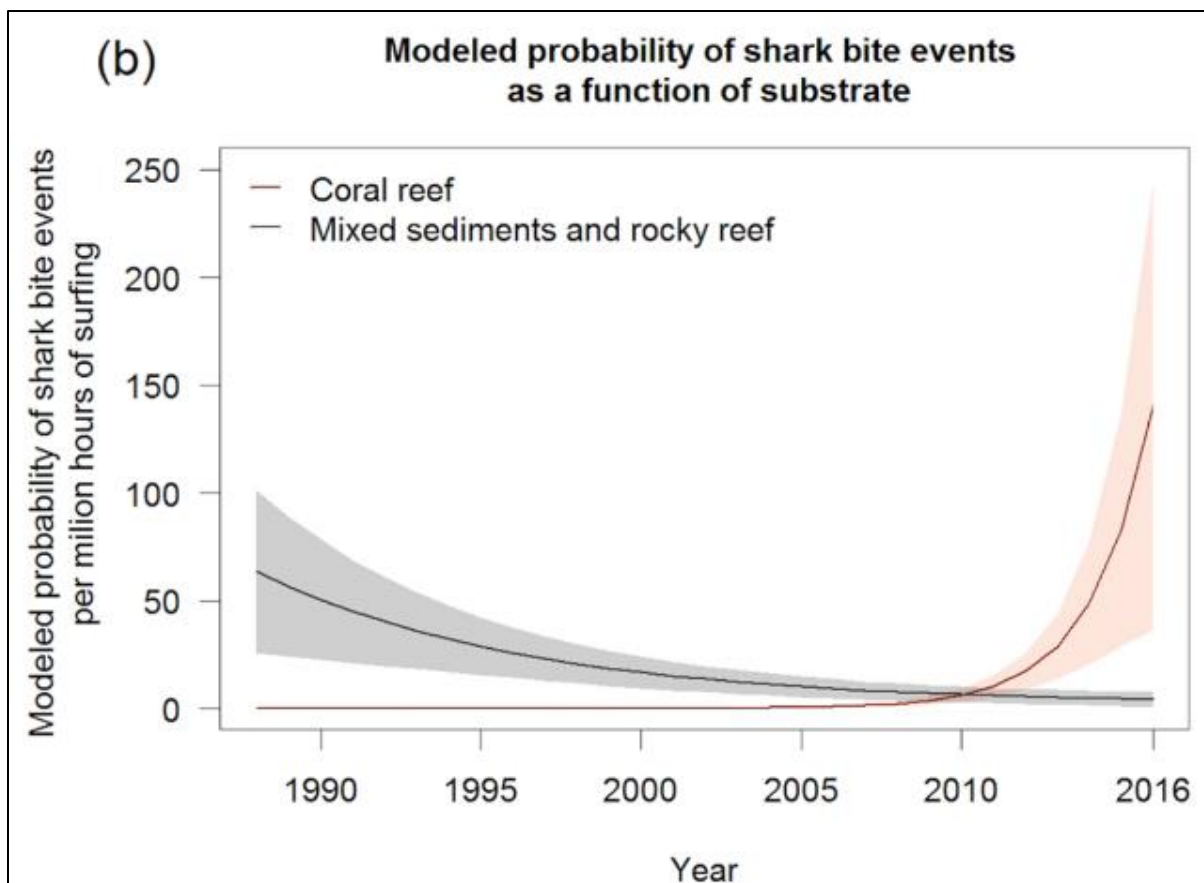 (b)
Modeled probability of shark bite events
as a function of substrate
Modeled probability of shark bite events
per milion hours of surfing
250
200
150
100
50
0
Coral reef
Mixed sediments and rocky reef
1990
1995
2000
2005
2010
2016
Year